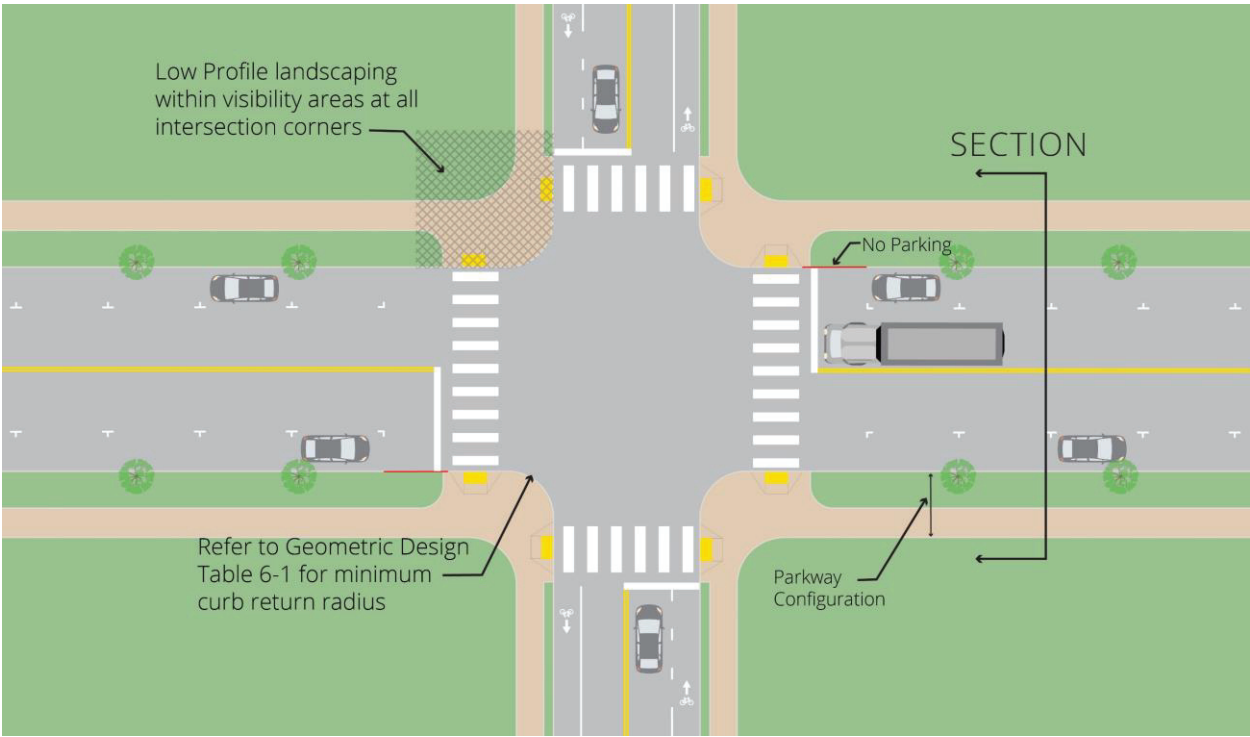 Low Profile landscaping
within visibility areas at all
intersection corners
SECTION
No Parking
Refer to Geometric Design
Table 6-1 for minimum
curb return radius
Parkway
Configuration